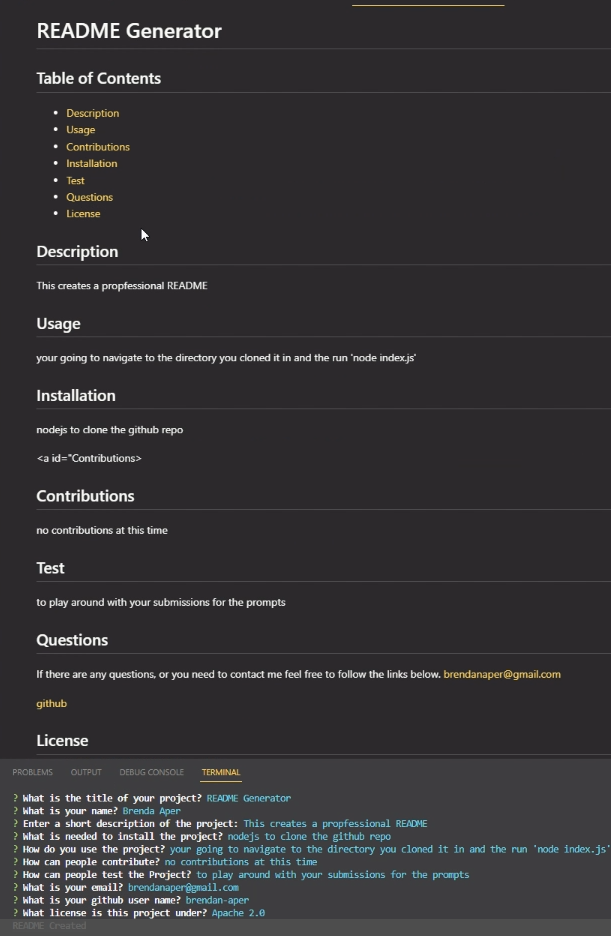 README Generator
Table of Contents
Description
Usage
Contributions
Installation
Test
Questions
License
Description
This creates a propfessional README
Usage
your going to navigate to the directory you cloned it in and the run 'node index.js'
Installation
nodejs to clone the github repo
<a id="Contributions>
Contributions
no contributions at this time
Test
to play around with your submissions for the prompts
Questions
If there are any questions, or you need to contact me feel free to follow the links below. brendanaper@gmail.com
github
License
PROBLEMS OUTPUT DEBUG CONSOLE TERMINAL
? What is the title of your project? README Generator
? What is your name? Brenda Aper
? Enter a short description of the project: This creates a propfessional README
? What is needed to install the project? nodejs to clone the github repo
? How do you use the project? your going to navigate to the directory you cloned it in and the run 'node index.js'
? How can people contribute? no contributions at this time
? How can people test the Project? to play around with your submissions for the prompts
? What is your email? brendanaper@gmail.com
? What is your github user name? brendan-aper
? What license is this project under? Apache 2.0
README Created